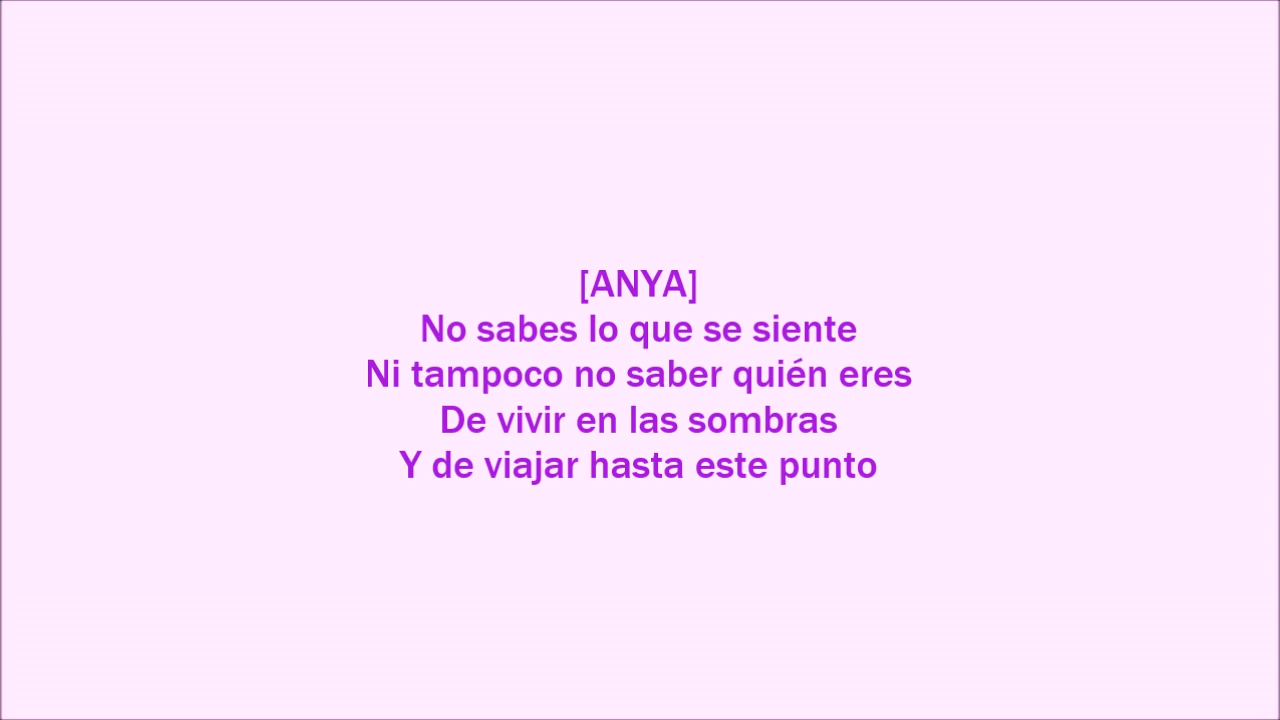 [ANYA]
No sabes lo que se siente
Ni tampoco no saber quién eres
De vivir en las sombras
Y de viajar hasta este punto